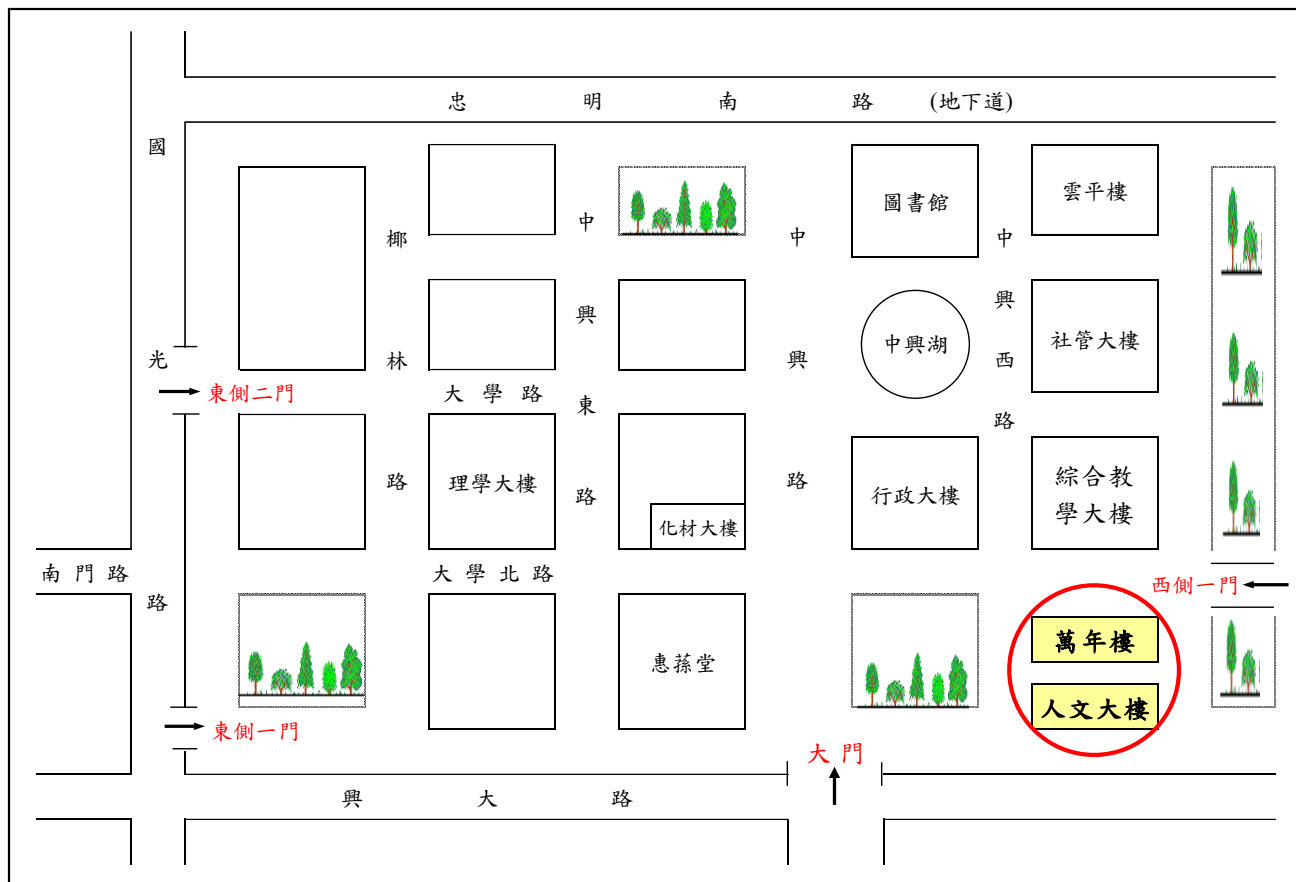 忠明南路(地下道)
國光路
椰林路
中興東路
中興路
中興西路
圖書館
雲平樓
中興湖
社管大樓
東側二門
大學路
理學大樓
化材大樓
行政大樓
綜合教
學大樓
南門路
大學北路
西側一門
惠蓀堂
萬年樓
人文大樓
東側一門
大門
興大路